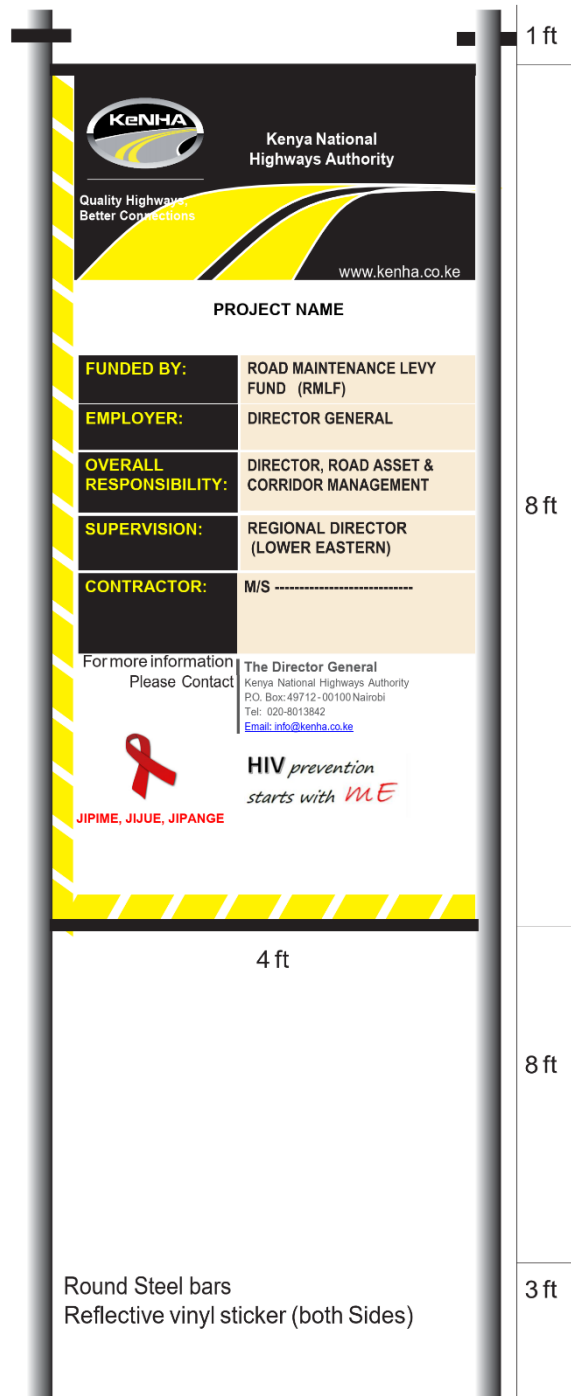 1 ft
KeNHA
Kenya National
Highways Authority
Quality Highways,
Better Connections
www.kenha.co.ke
PROJECT NAME
FUNDED BY:
ROAD MAINTENANCE LEVY
FUND (RMLF)
EMPLOYER:
DIRECTOR GENERAL
OVERALL
RESPONSIBILITY:
DIRECTOR, ROAD ASSET &
CORRIDOR MANAGEMENT
8 ft
SUPERVISION:
REGIONAL DIRECTOR
(LOWER EASTERN)
CONTRACTOR:
M/S ----------------------------
For more information
Please Contact
The Director General
Kenya National Highways Authority
P.O. Box: 49712 - 00100 Nairobi
Tel: 020-8013842
Email: info@kenha.co.ke
HIV prevention
starts with ME
JIPIME, JIJUE, JIPANGE
4 ft
8 ft
Round Steel bars
Reflective vinyl sticker (both Sides)
3 ft